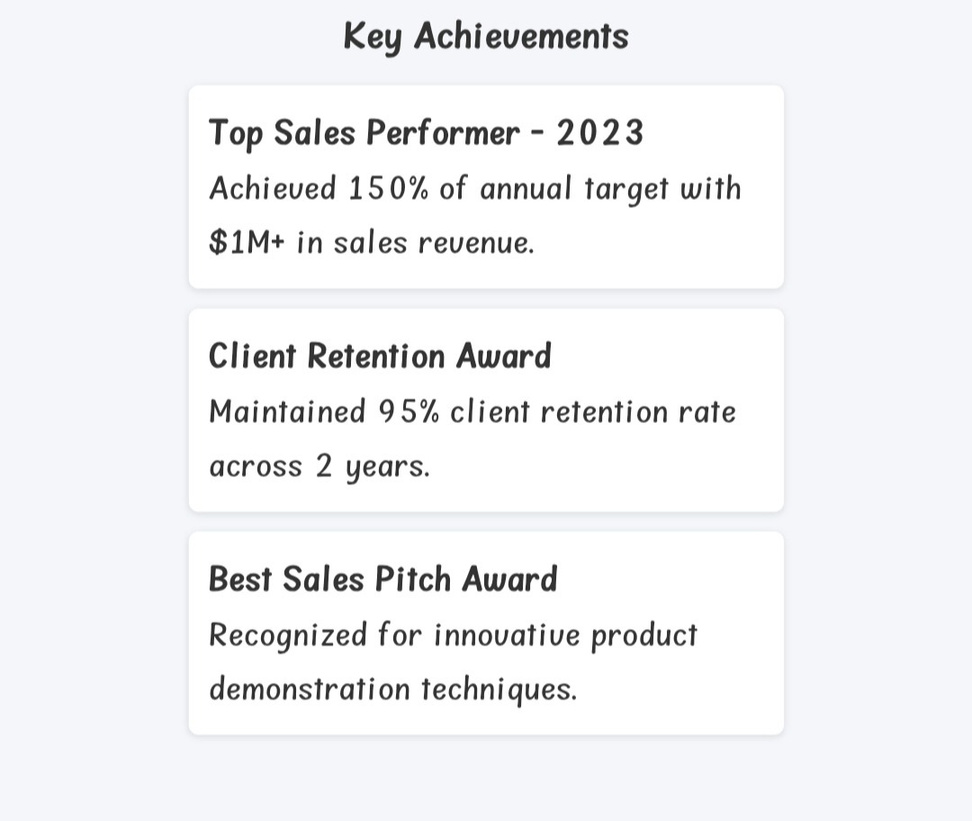 Key Achievements
Top Sales Performer - 2023
Achieved 150% of annual target with
$1M+ in sales revenue.
Client Retention Award
Maintained 95% client retention rate
across 2 years.
Best Sales Pitch Award
Recognized for innovative product
demonstration techniques.